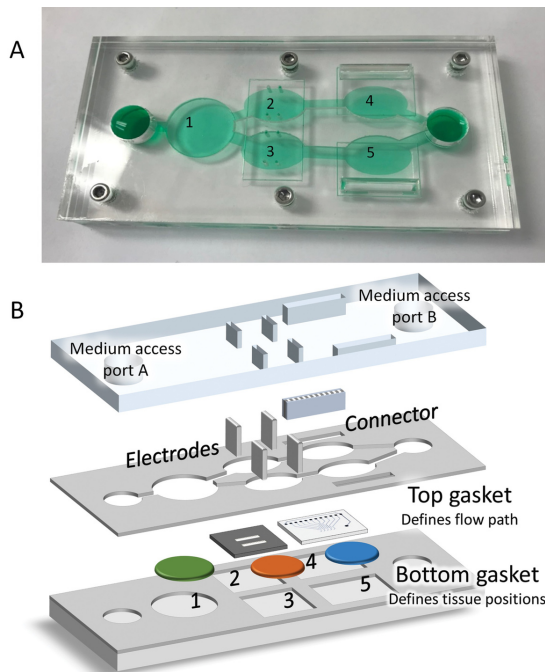 A
1
2
4
3
5
B
Medium access
port B
Medium access
port A
Connector
Electrodes
Top gasket
Defines flow path
4
2
Bottom gasket
5
1
3
Defines tissue positions